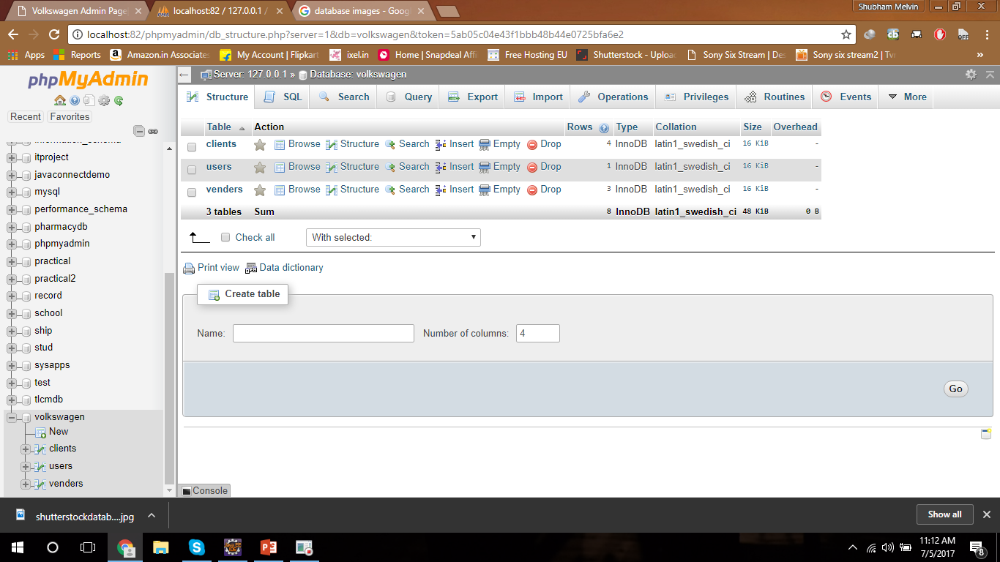 Volkswagen Admin Page
localhost:82 / 127.0.0.1 /
database images - Goog
Shubham Melvin
localhost:82/phpmyadmin/db_structure.php?server=1&db=volkswagen&token=5ab05c04e43f1bbb48b44e0725bfa6e2
Apps Reports Amazon.in Associates My Account | Flipkart ixel.in Home | Snapdeal Affi Free Hosting EU Shutterstock - Upload Sony Six Stream | Des Sony six stream2 | Tv »
phpMyAdmin
Recent Favorites
information_schema
itproject
javaconnectdemo
mysql
performance_schema
pharmacydb
phpmyadmin
practical
practical2
record
school
ship
stud
sysapps
test
tlcmdb
volkswagen
New
clients
users
venders
Server: 127.0.0.1 » Database: volkswagen
Structure SQL Search Query Export Import Operations Privileges Routines Events More
Table Action Rows Type Collation Size Overhead
clients Browse Structure Search Insert Empty Drop 4 InnoDB latin1_swedish_ci 16 KiB -
users Browse Structure Search Insert Empty Drop 1 InnoDB latin1_swedish_ci 16 KiB -
venders Browse Structure Search Insert Empty Drop 3 InnoDB latin1_swedish_ci 16 KiB -
3 tables Sum 8 InnoDB latin1_swedish_ci 48 KiB 0 B
Check all With selected:
Print view Data dictionary
Create table
Name: Number of columns: 4
Go
Console
shutterstockdatab....jpg
Show all
11:12 AM
7/5/2017
8